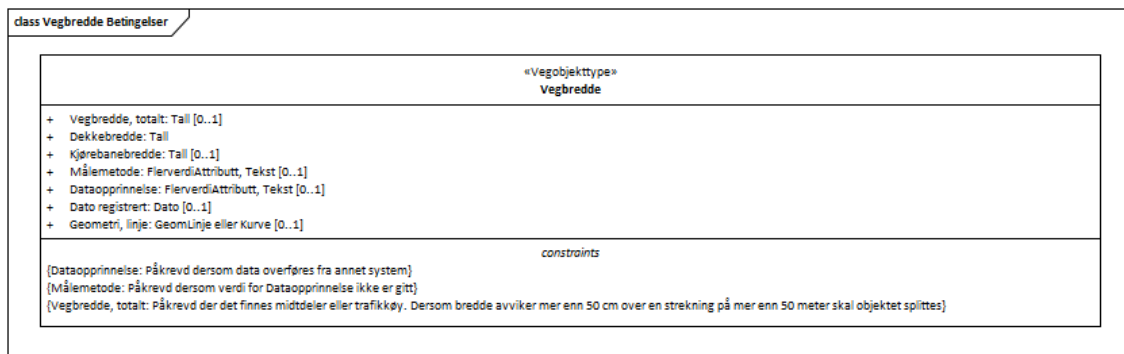 class Vegbredde Betingelser
«Vegobjekttype»
Vegbredde
+ Vegbredde, totalt: Tall [0..1]
+ Dekkebredde: Tall
+ Kjørebanebredde: Tall [0..1]
+ Målemetode: FlerverdiAttributt, Tekst [0..1]
+ Dataopprinnelse: FlerverdiAttributt, Tekst [0..1]
+ Dato registrert: Dato [0..1]
+ Geometri, linje: GeomLinje eller Kurve [0..1]
constraints
{Dataopprinnelse: Påkrevd dersom data overføres fra annet system}
{Målemetode: Påkrevd dersom verdi for Dataopprinnelse ikke er gitt}
{Vegbredde, totalt: Påkrevd der det finnes midtdeler eller trafikkøy. Dersom bredde avviker mer enn 50 cm over en strekning på mer enn 50 meter skal objektet splittes}